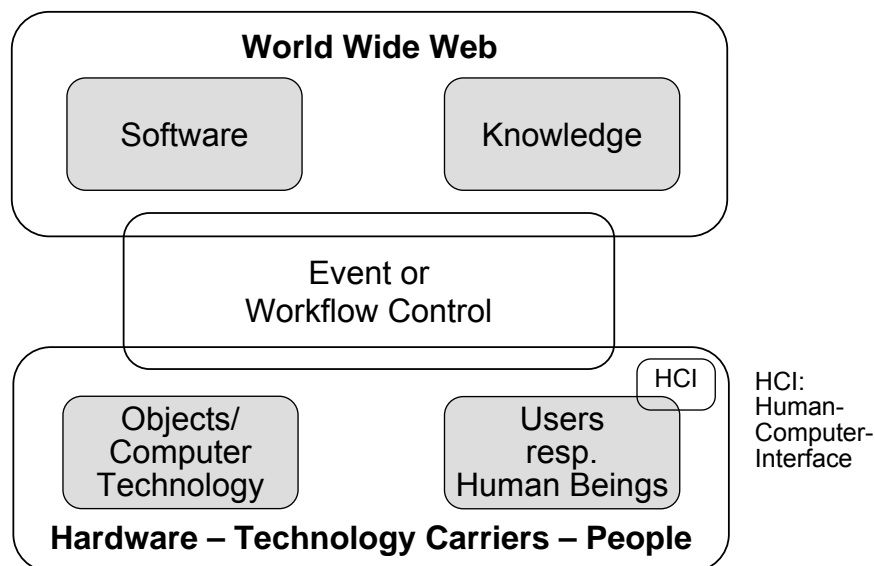 World Wide Web
Software
Knowledge
Event or
Workflow Control
HCI
HCI:
Human-
Computer-
Interface
Objects/
Computer
Technology
Users
resp.
Human Beings
Hardware – Technology Carriers – People